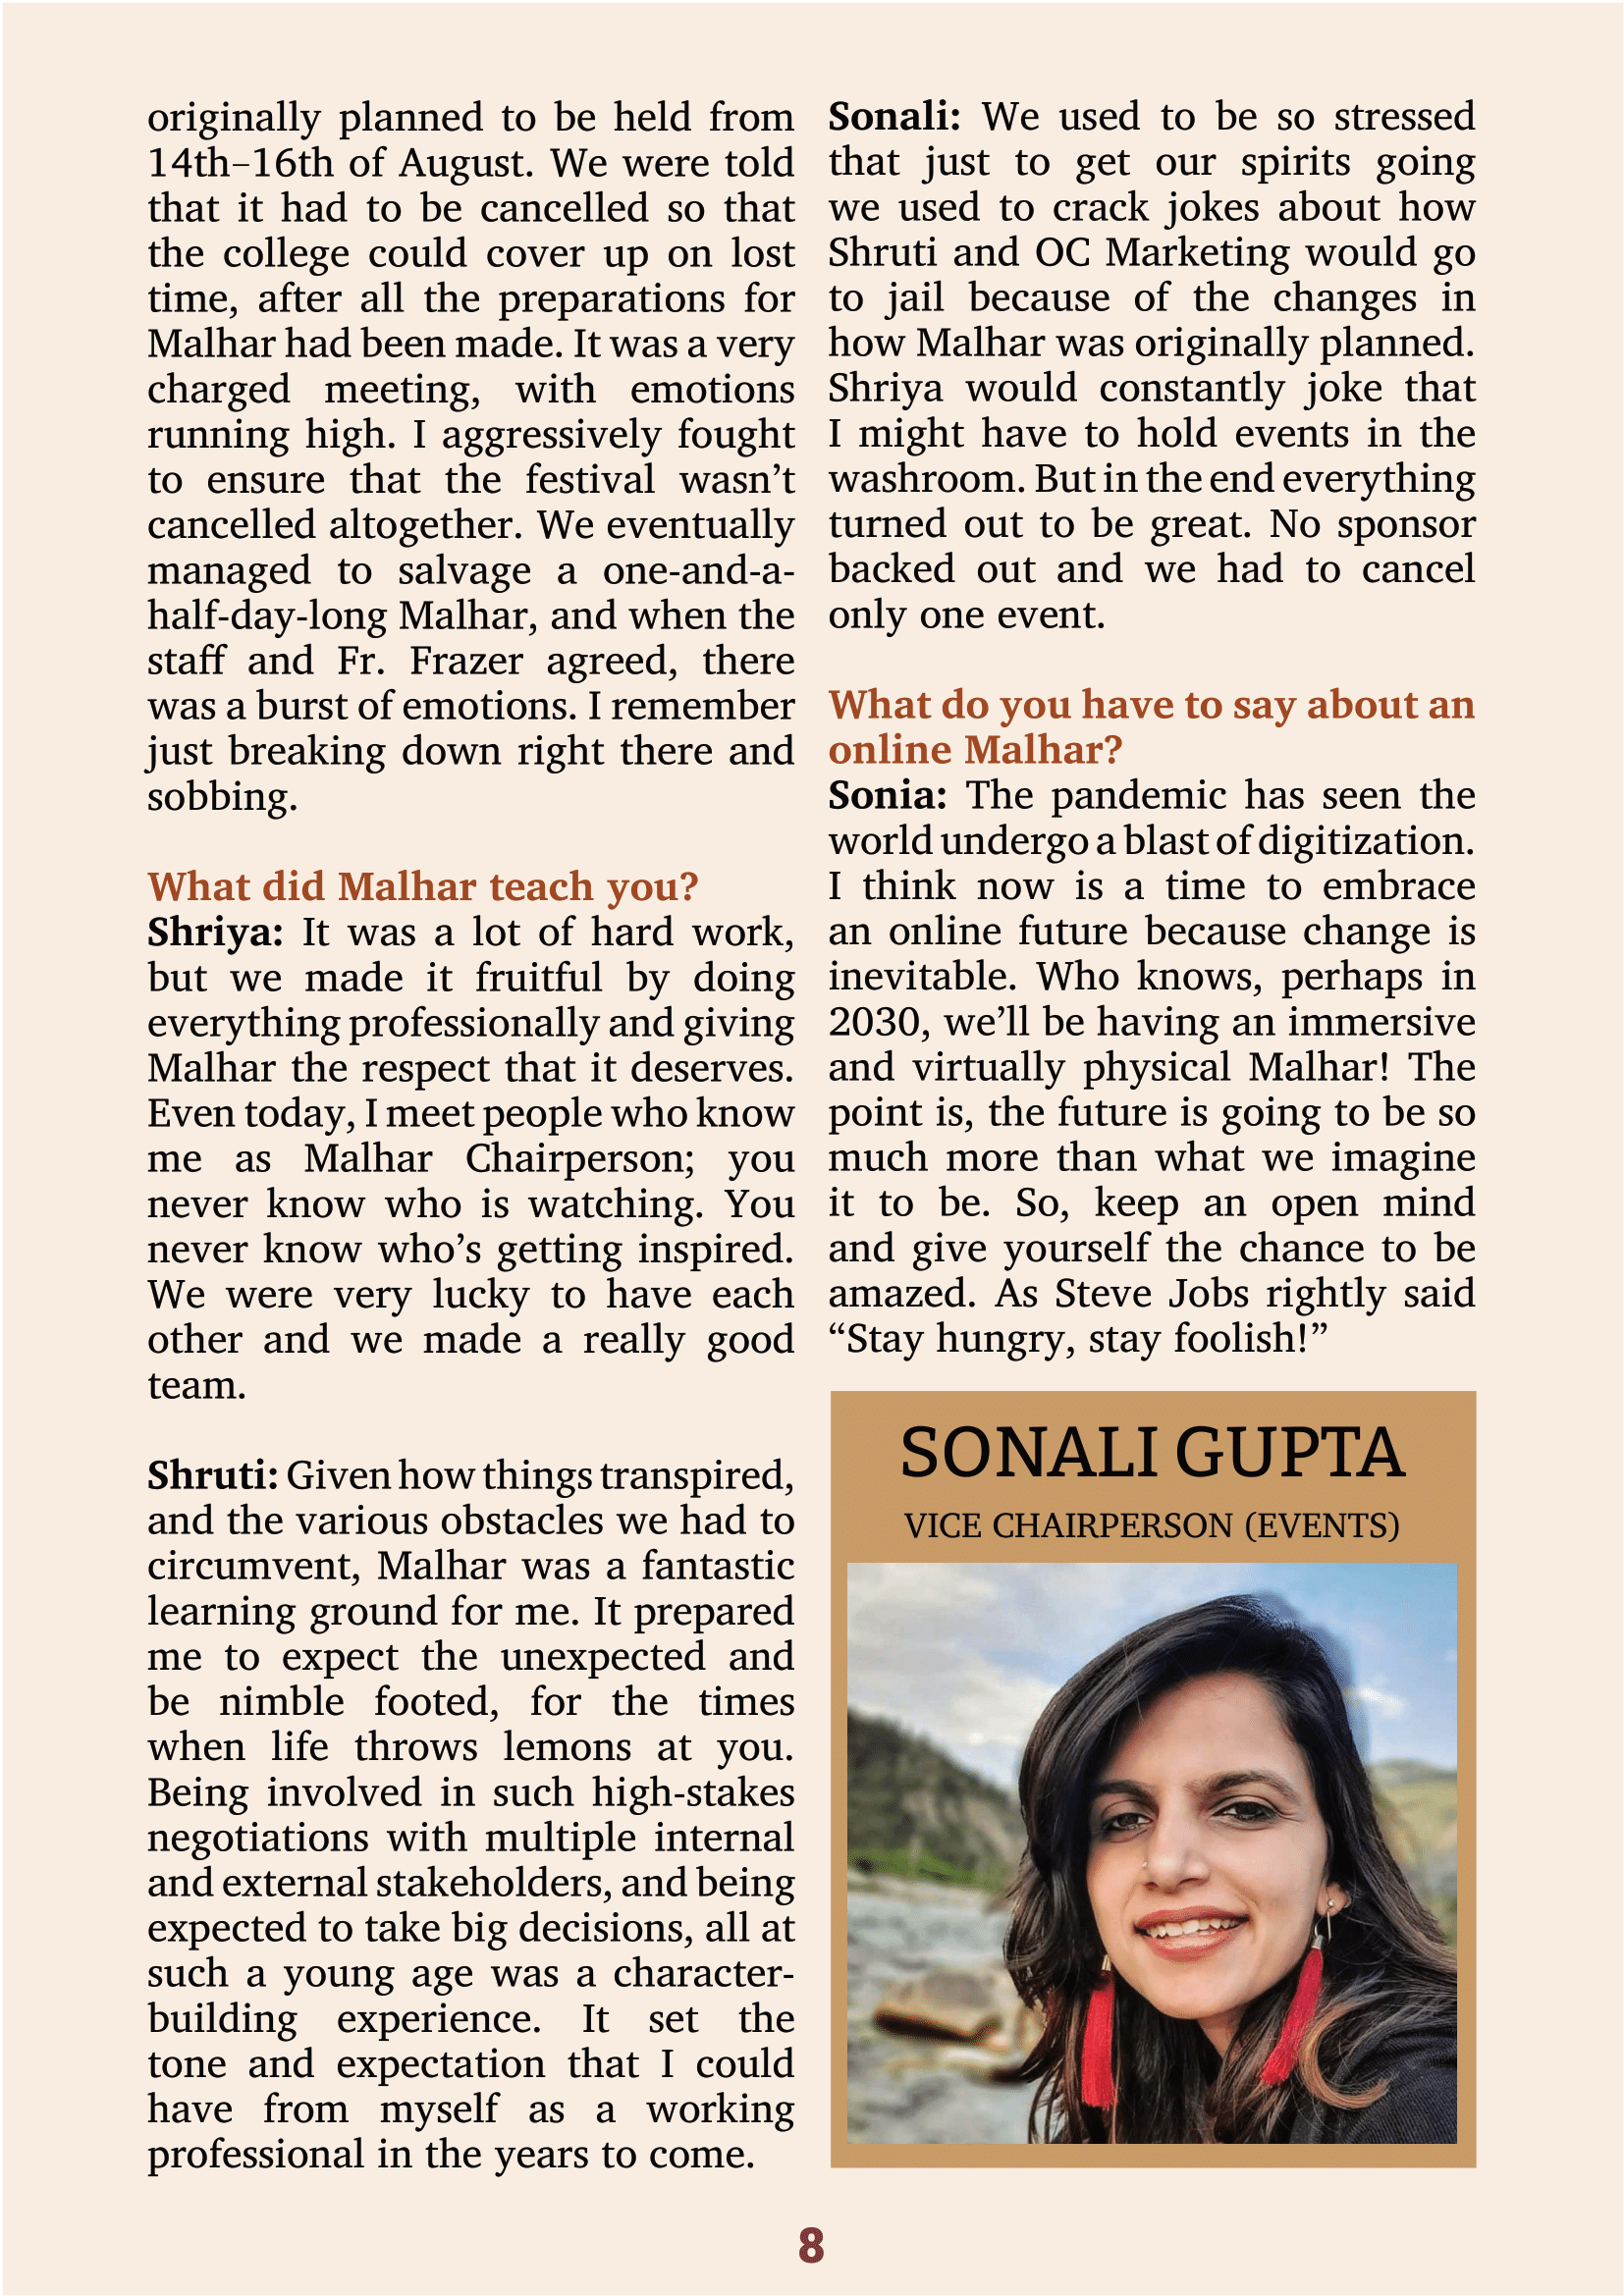 originally planned to be held from
14th–16th of August. We were told
that it had to be cancelled so that
the college could cover up on lost
time, after all the preparations for
Malhar had been made. It was a very
charged meeting, with emotions
running high. I aggressively fought
to ensure that the festival wasn’t
cancelled altogether. We eventually
managed to salvage a one-and-a-
half-day-long Malhar, and when the
staff and Fr. Frazer agreed, there
was a burst of emotions. I remember
just breaking down right there and
sobbing.
What did Malhar teach you?
Shriya: It was a lot of hard work,
but we made it fruitful by doing
everything professionally and giving
Malhar the respect that it deserves.
Even today, I meet people who know
me as Malhar Chairperson; you
never know who is watching. You
never know who’s getting inspired.
We were very lucky to have each
other and we made a really good
team.
Shruti: Given how things transpired,
and the various obstacles we had to
circumvent, Malhar was a fantastic
learning ground for me. It prepared
me to expect the unexpected and
be nimble footed, for the times
when life throws lemons at you.
Being involved in such high-stakes
negotiations with multiple internal
and external stakeholders, and being
expected to take big decisions, all at
such a young age was a character-
building experience. It set the
tone and expectation that I could
have from myself as a working
professional in the years to come.
Sonali: We used to be so stressed
that just to get our spirits going
we used to crack jokes about how
Shruti and OC Marketing would go
to jail because of the changes in
how Malhar was originally planned.
Shriya would constantly joke that
I might have to hold events in the
washroom. But in the end everything
turned out to be great. No sponsor
backed out and we had to cancel
only one event.
What do you have to say about an
online Malhar?
Sonia: The pandemic has seen the
world undergo a blast of digitization.
I think now is a time to embrace
an online future because change is
inevitable. Who knows, perhaps in
2030, we’ll be having an immersive
and virtually physical Malhar! The
point is, the future is going to be so
much more than what we imagine
it to be. So, keep an open mind
and give yourself the chance to be
amazed. As Steve Jobs rightly said
“Stay hungry, stay foolish!”
SONALI GUPTA
VICE CHAIRPERSON (EVENTS)
8